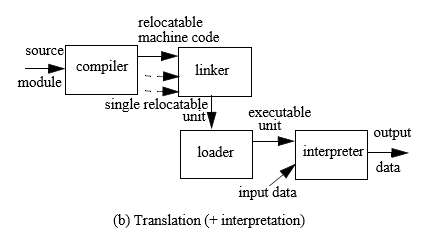 relocatable
machine code
source
module
compiler
linker
single relocatable
unit
executable
unit
loader
interpreter
output
data
input data
(b) Translation (+ interpretation)